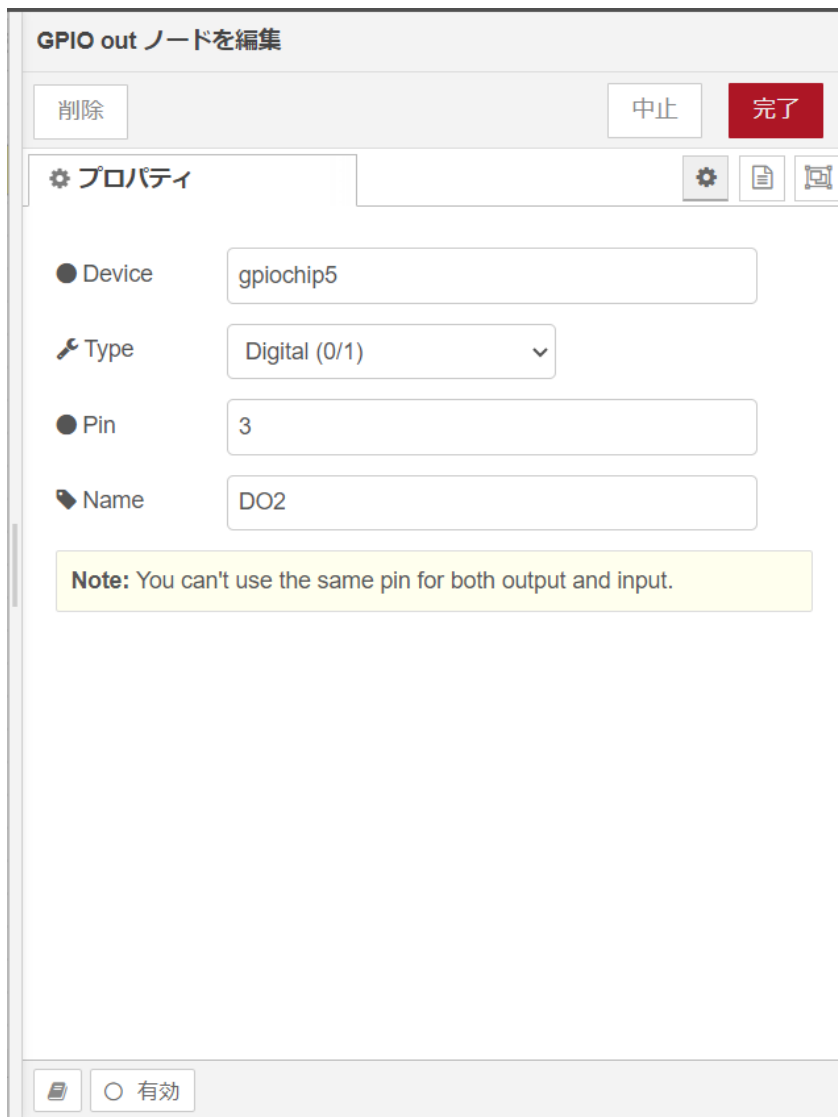 GPIO out ノードを編集
削除 中止 完了
プロパティ
Device gpiochip5
Type Digital (0/1)
Pin 3
Name DO2
Note: You can't use the same pin for both output and input.
有効